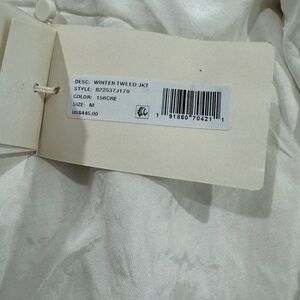 DESC: WINTER TWEED JKT
STYLE: 822537J170
COLOR: 156CRE
SIZE: M
US$445.00
1 91860 70421 1